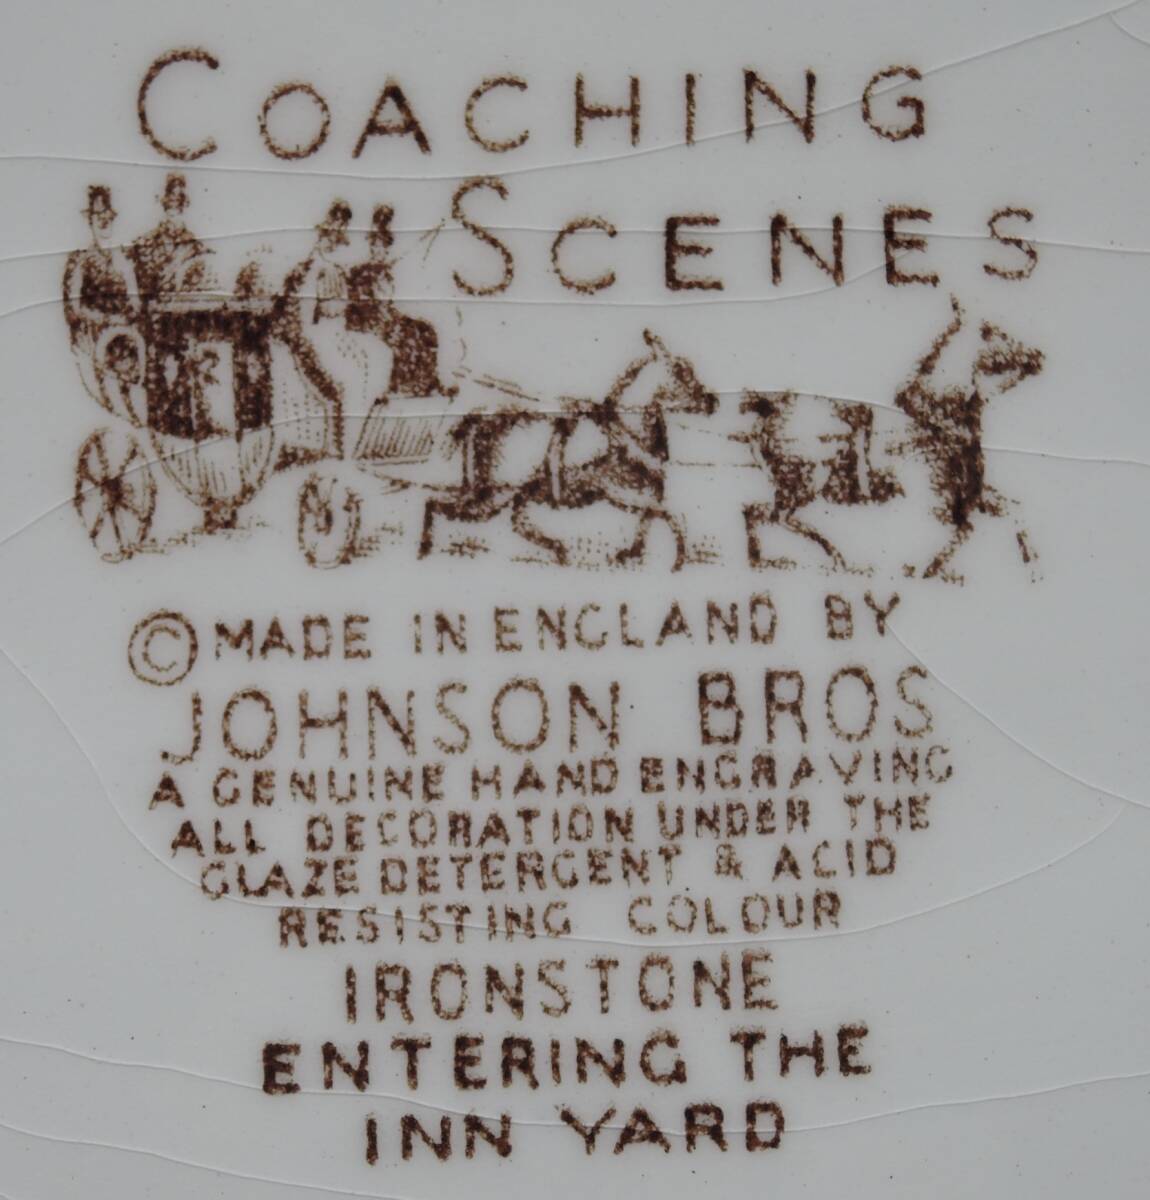 COACHING
SCENES
© MADE IN ENGLAND BY
JOHNSON BROS
A GENUINE HAND ENGRAVING
ALL DECORATION UNDER THE
GLAZE DETERGENT & ACID
RESISTING COLOUR
IRONSTONE
ENTERING THE
INN YARD